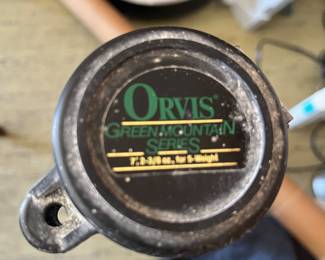 ORVIS®
GREEN MOUNTAIN
SERIES
7', 2-3/8 oz., for 5-Weight